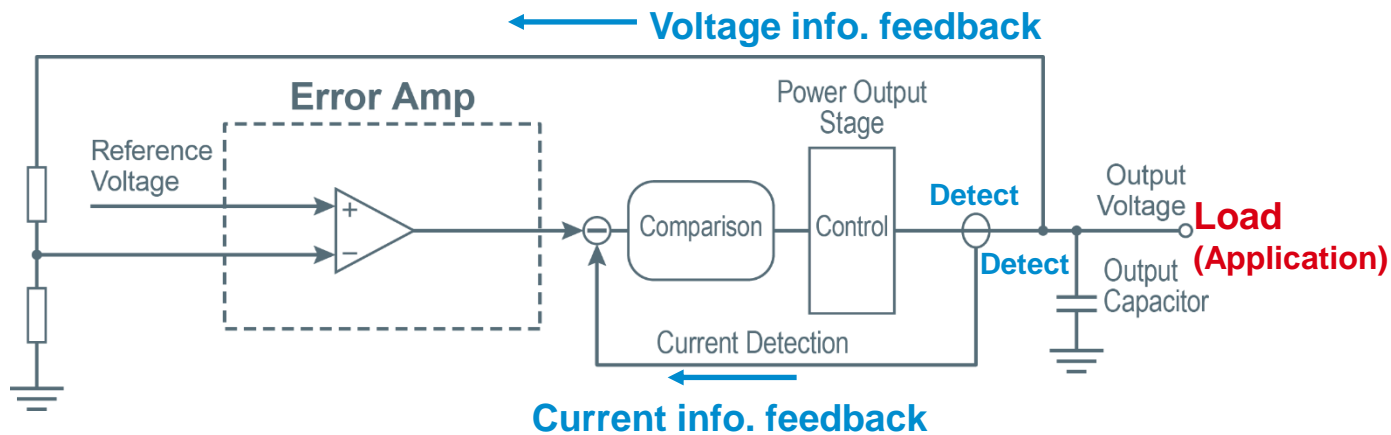 Voltage info. feedback
Error Amp
Power Output
Stage
Reference
Voltage
+
−
−
Comparison
Control
Detect
Detect
Output
Voltage
Load
(Application)
Output
Capacitor
Current Detection
Current info. feedback